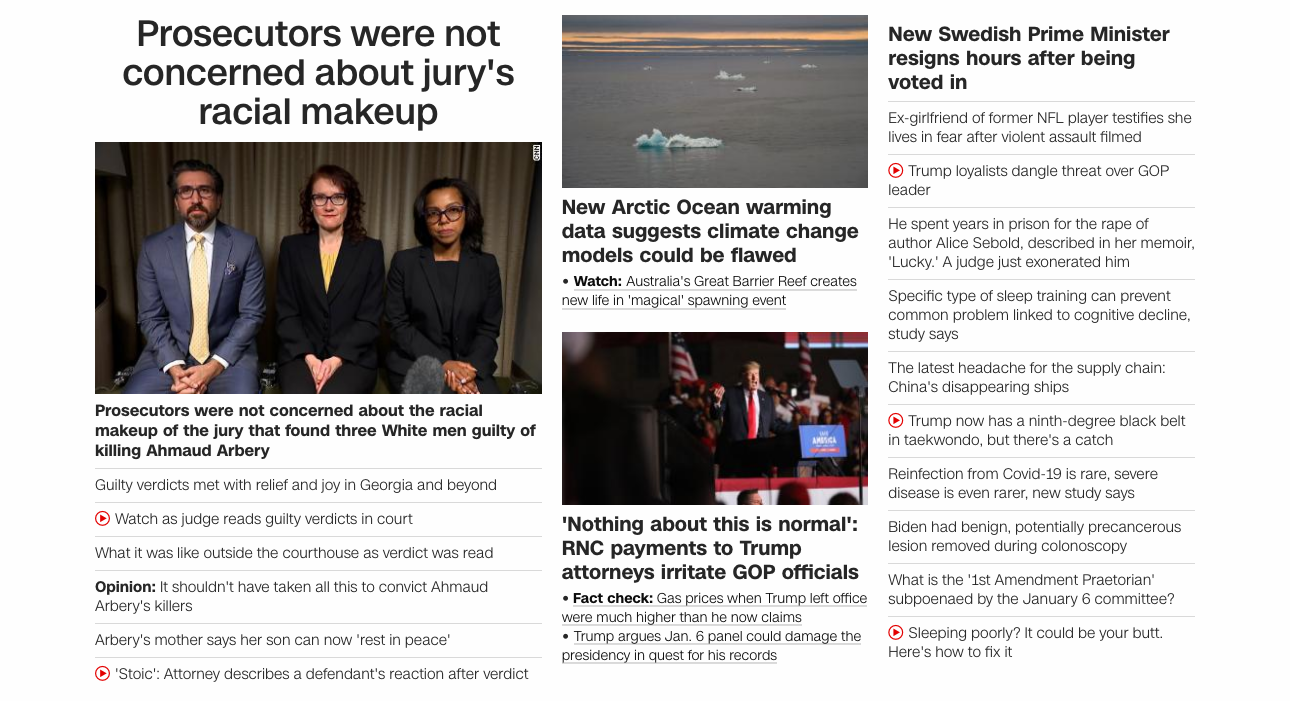 Prosecutors were not
concerned about jury's
racial makeup
CNN
Prosecutors were not concerned about the racial
makeup of the jury that found three White men guilty of
killing Ahmaud Arbery
Guilty verdicts met with relief and joy in Georgia and beyond
Watch as judge reads guilty verdicts in court
What it was like outside the courthouse as verdict was read
Opinion: It shouldn't have taken all this to convict Ahmaud
Arbery's killers
Arbery's mother says her son can now 'rest in peace'
'Stoic': Attorney describes a defendant's reaction after verdict
New Arctic Ocean warming
data suggests climate change
models could be flawed
• Watch: Australia's Great Barrier Reef creates
new life in 'magical' spawning event
AMERICA
'Nothing about this is normal':
RNC payments to Trump
attorneys irritate GOP officials
• Fact check: Gas prices when Trump left office
were much higher than he now claims
• Trump argues Jan. 6 panel could damage the
presidency in quest for his records
New Swedish Prime Minister
resigns hours after being
voted in
Ex-girlfriend of former NFL player testifies she
lives in fear after violent assault filmed
Trump loyalists dangle threat over GOP
leader
He spent years in prison for the rape of
author Alice Sebold, described in her memoir,
'Lucky.' A judge just exonerated him
Specific type of sleep training can prevent
common problem linked to cognitive decline,
study says
The latest headache for the supply chain:
China's disappearing ships
Trump now has a ninth-degree black belt
in taekwondo, but there's a catch
Reinfection from Covid-19 is rare, severe
disease is even rarer, new study says
Biden had benign, potentially precancerous
lesion removed during colonoscopy
What is the '1st Amendment Praetorian'
subpoenaed by the January 6 committee?
Sleeping poorly? It could be your butt.
Here's how to fix it